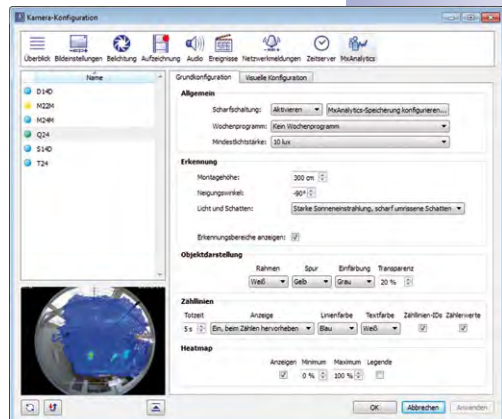 Kamera-Konfiguration
Überblick Bildeinstellungen Belichtung Aufzeichnung Audio Ereignisse Netzwerkmeldungen Zeitserver MxAnalytics
Name
D14D
M22M
M24M
Q24
S14D
T24
Grundkonfiguration Visuelle Konfiguration
Allgemein
Scharfschaltung: Aktivieren MxAnalytics-Speicherung konfigurieren...
Wochenprogramm: Kein Wochenprogramm
Mindestlichtstärke: 10 lux
Erkennung
Montagehöhe: 300 cm
Neigungswinkel: -90°
Licht und Schatten: Starke Sonneneinstrahlung, scharf umrissene Schatten
Erkennungsbereiche anzeigen:
Objektdarstellung
Rahmen Spur Einfärbung Transparenz
Weiß Gelb Grau 20 %
Zähllinien
Totzeit Anzeige Linienfarbe Textfarbe Zähllinien-IDs Zählerwerte
5 s Ein, beim Zählen hervorheben Blau Weiß
Heatmap
Anzeigen Minimum Maximum Legende
0 % 100 %
OK Abbrechen Anwenden